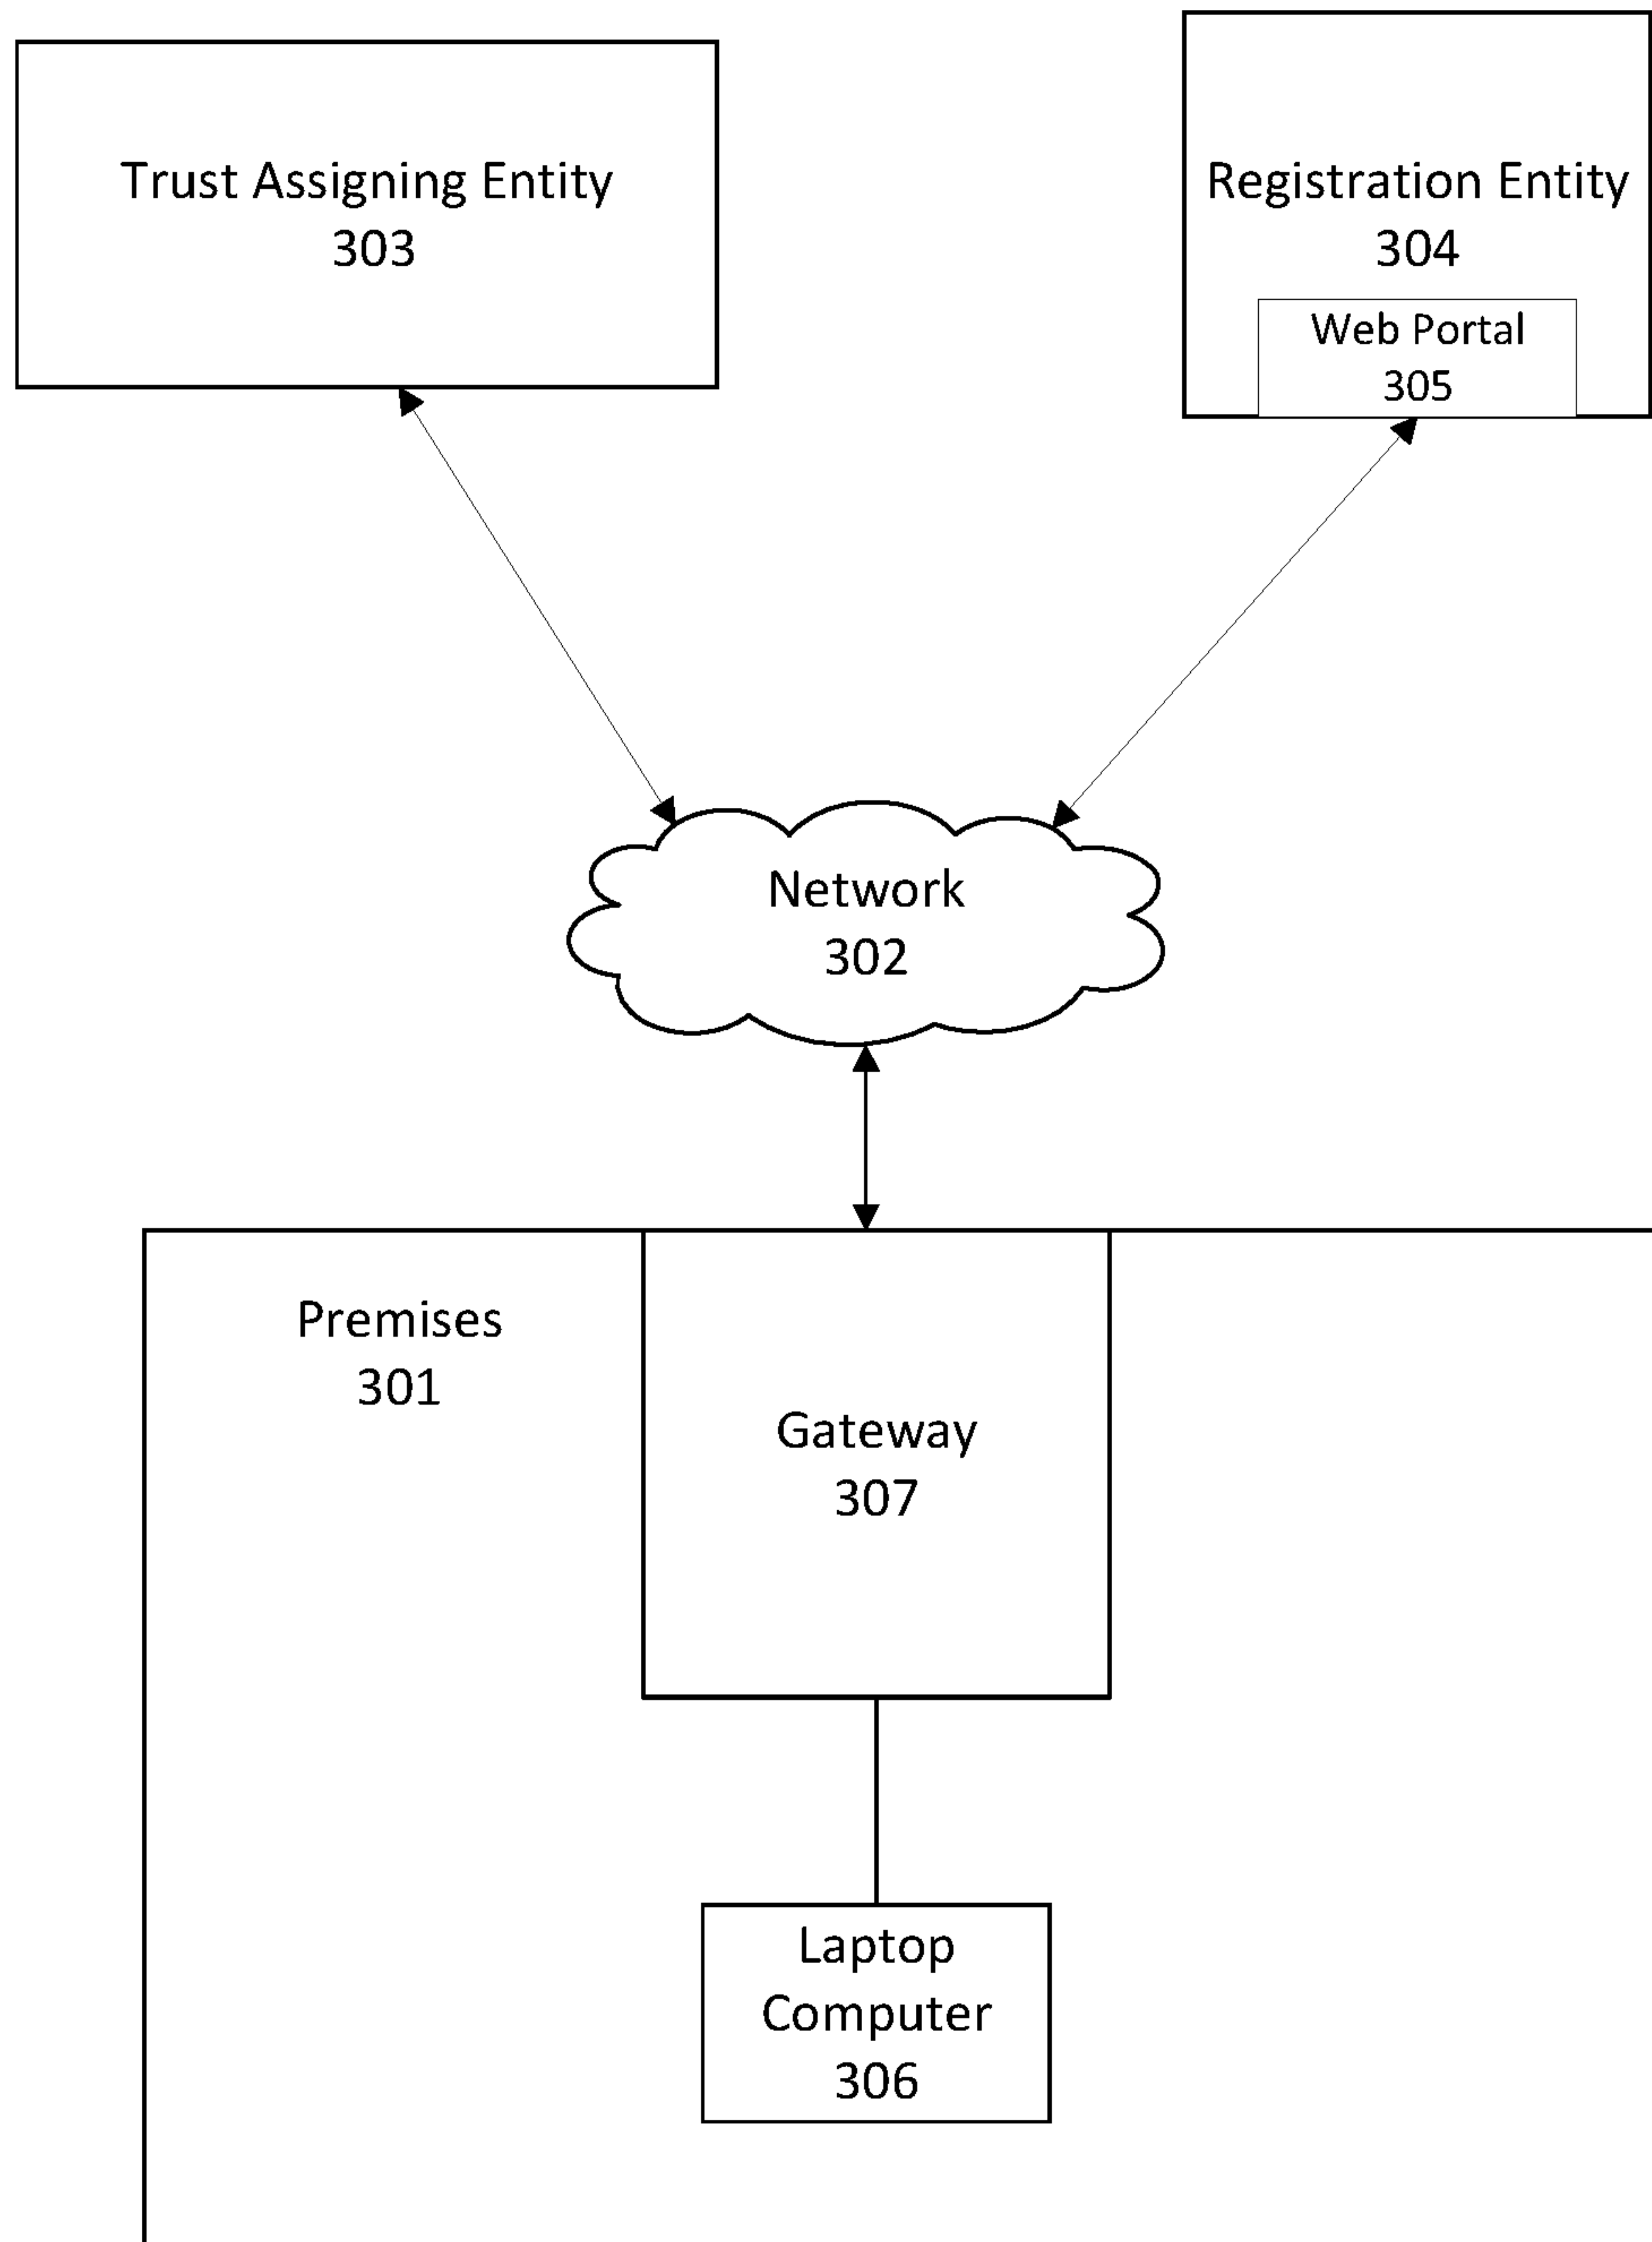 Trust Assigning Entity
303
Registration Entity
304
Web Portal
305
Network
302
Premises
301
Gateway
307
Laptop
Computer
306